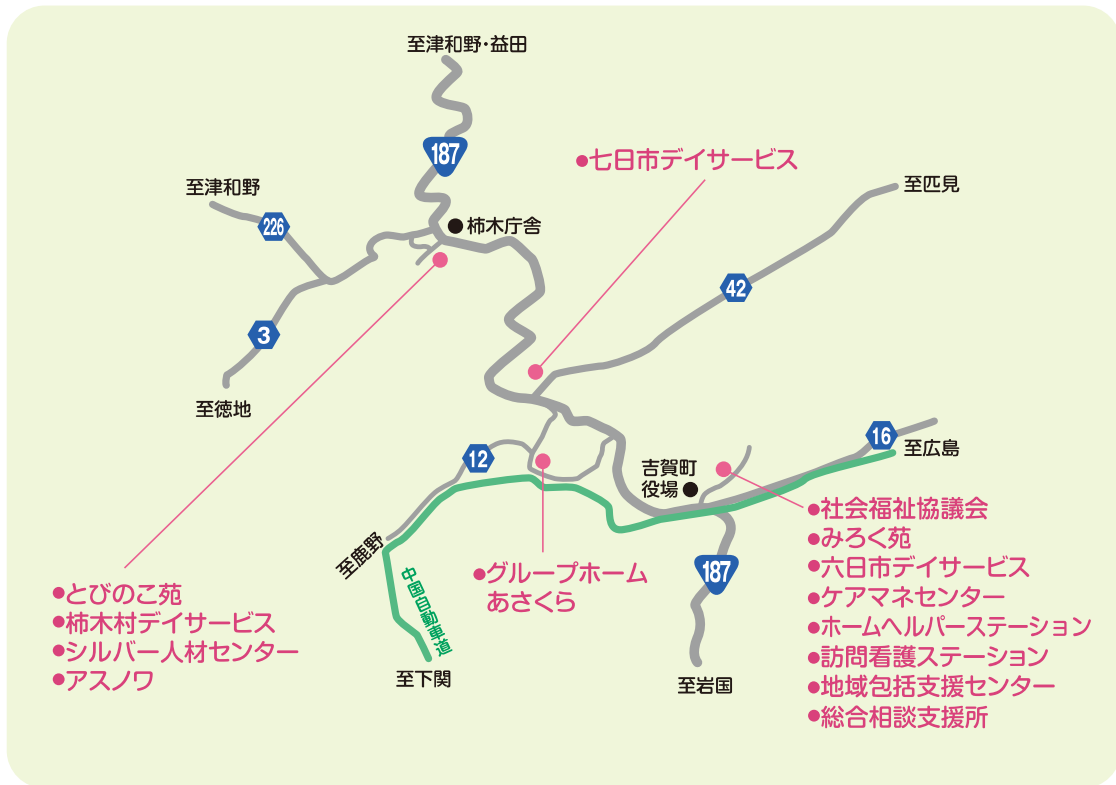 至津和野・益田
187
●七日市デイサービス
至津和野
226
●柿木庁舎
至匹見
42
3
至徳地
16
至広島
12
吉賀町
役場●
●社会福祉協議会
●みろく苑
●六日市デイサービス
●ケアマネセンター
●ホームヘルパーステーション
●訪問看護ステーション
●地域包括支援センター
●総合相談支援所
至鹿野
中国自動車道
187
●グループホーム
あさくら
●とびのこ苑
●柿木村デイサービス
●シルバー人材センター
●アスノワ
至下関
至岩国